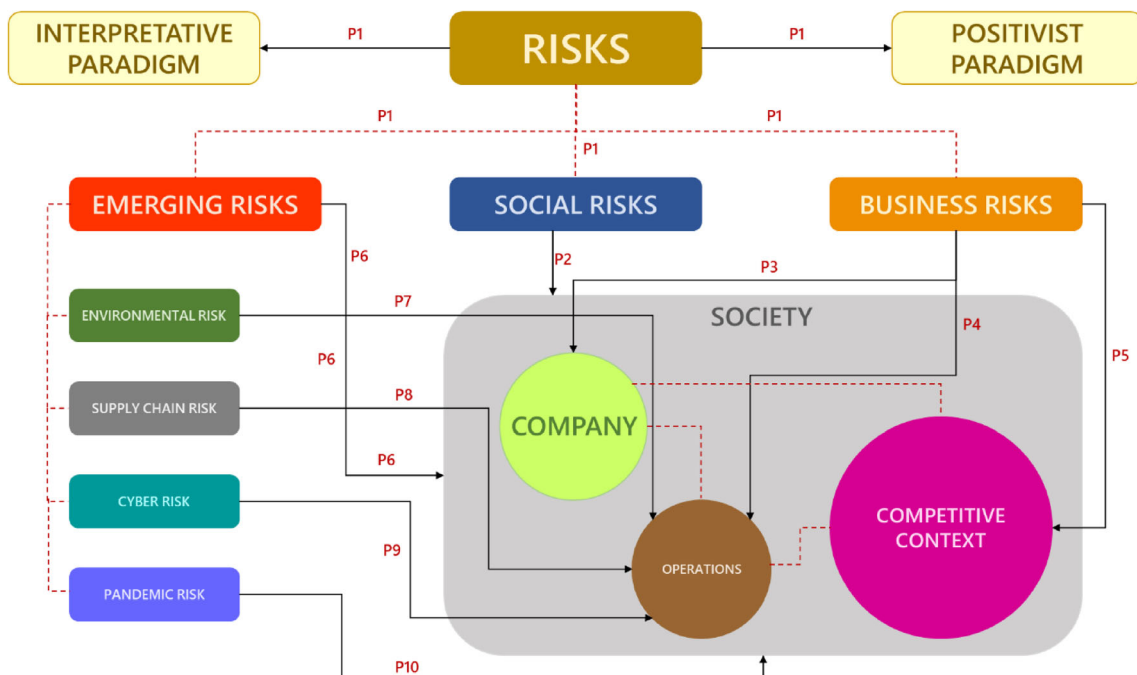 INTERPRETATIVE
PARADIGM
P1
RISKS
P1
POSITIVIST
PARADIGM
P1
P1
P1
EMERGING RISKS
SOCIAL RISKS
BUSINESS RISKS
P6
P2
P3
ENVIRONMENTAL RISK
P7
SOCIETY
P4
P6
P5
SUPPLY CHAIN RISK
P8
COMPANY
P6
CYBER RISK
COMPETITIVE
CONTEXT
P9
OPERATIONS
PANDEMIC RISK
P10